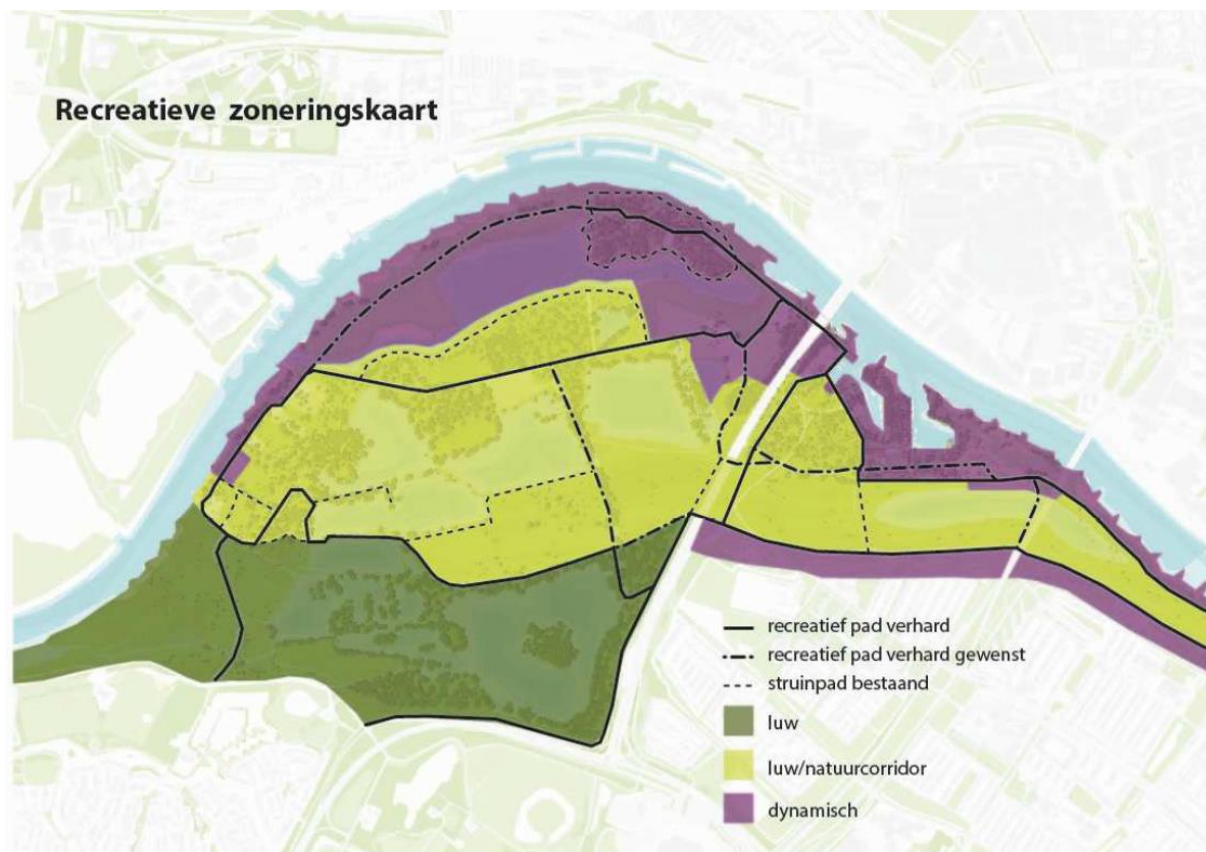 Recreatieve zoneringskaart
recreatief pad verhard
recreatief pad verhard gewenst
struinpad bestaand
luw
luw/natuurcorridor
dynamisch